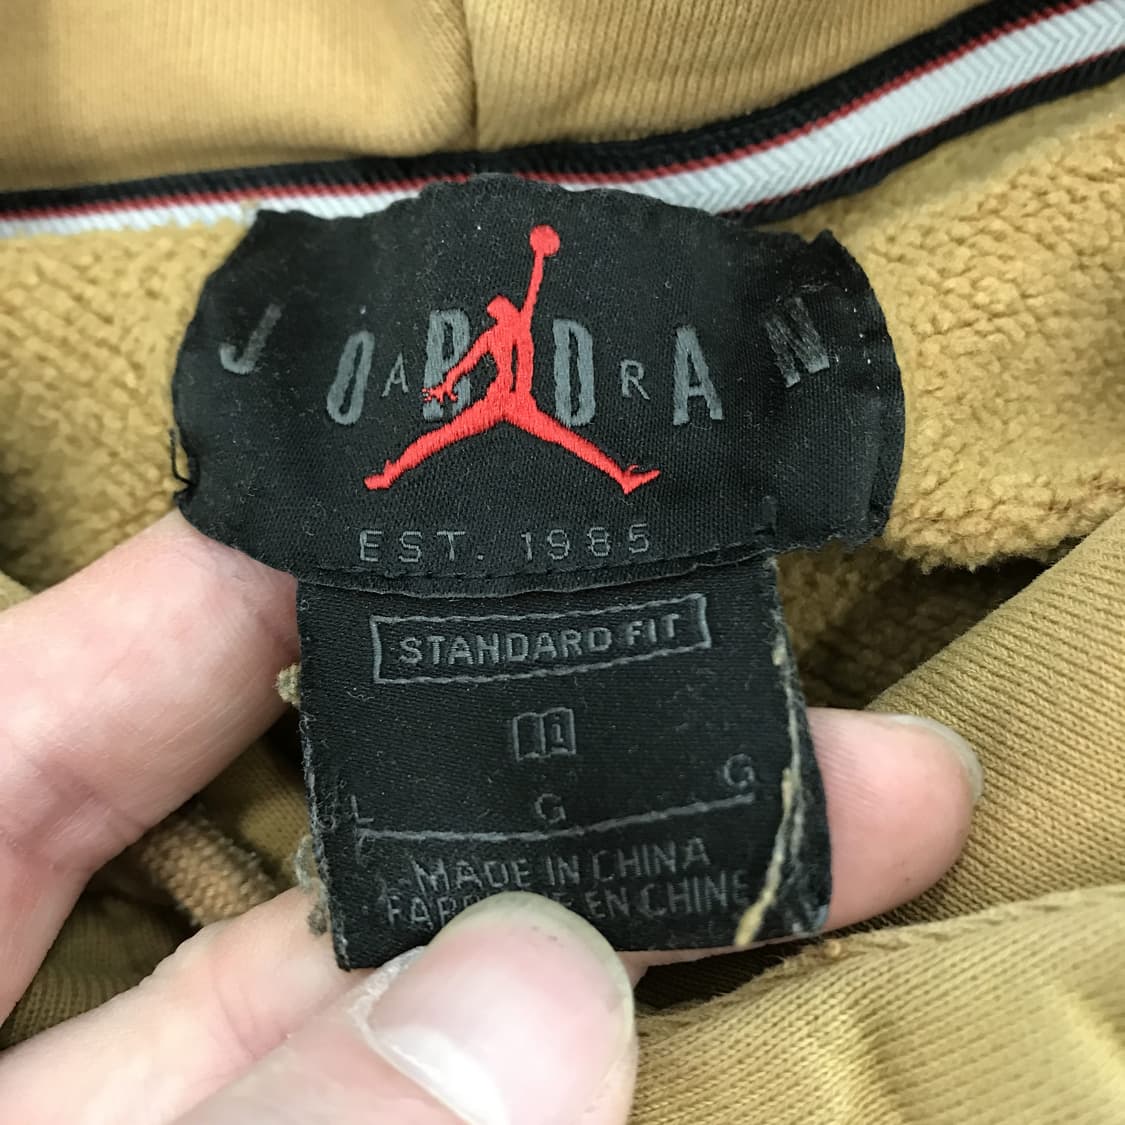 JORDAN
AIR
EST. 1985
STANDARD FIT
i
L G G
MADE IN CHINA
EN CHINE